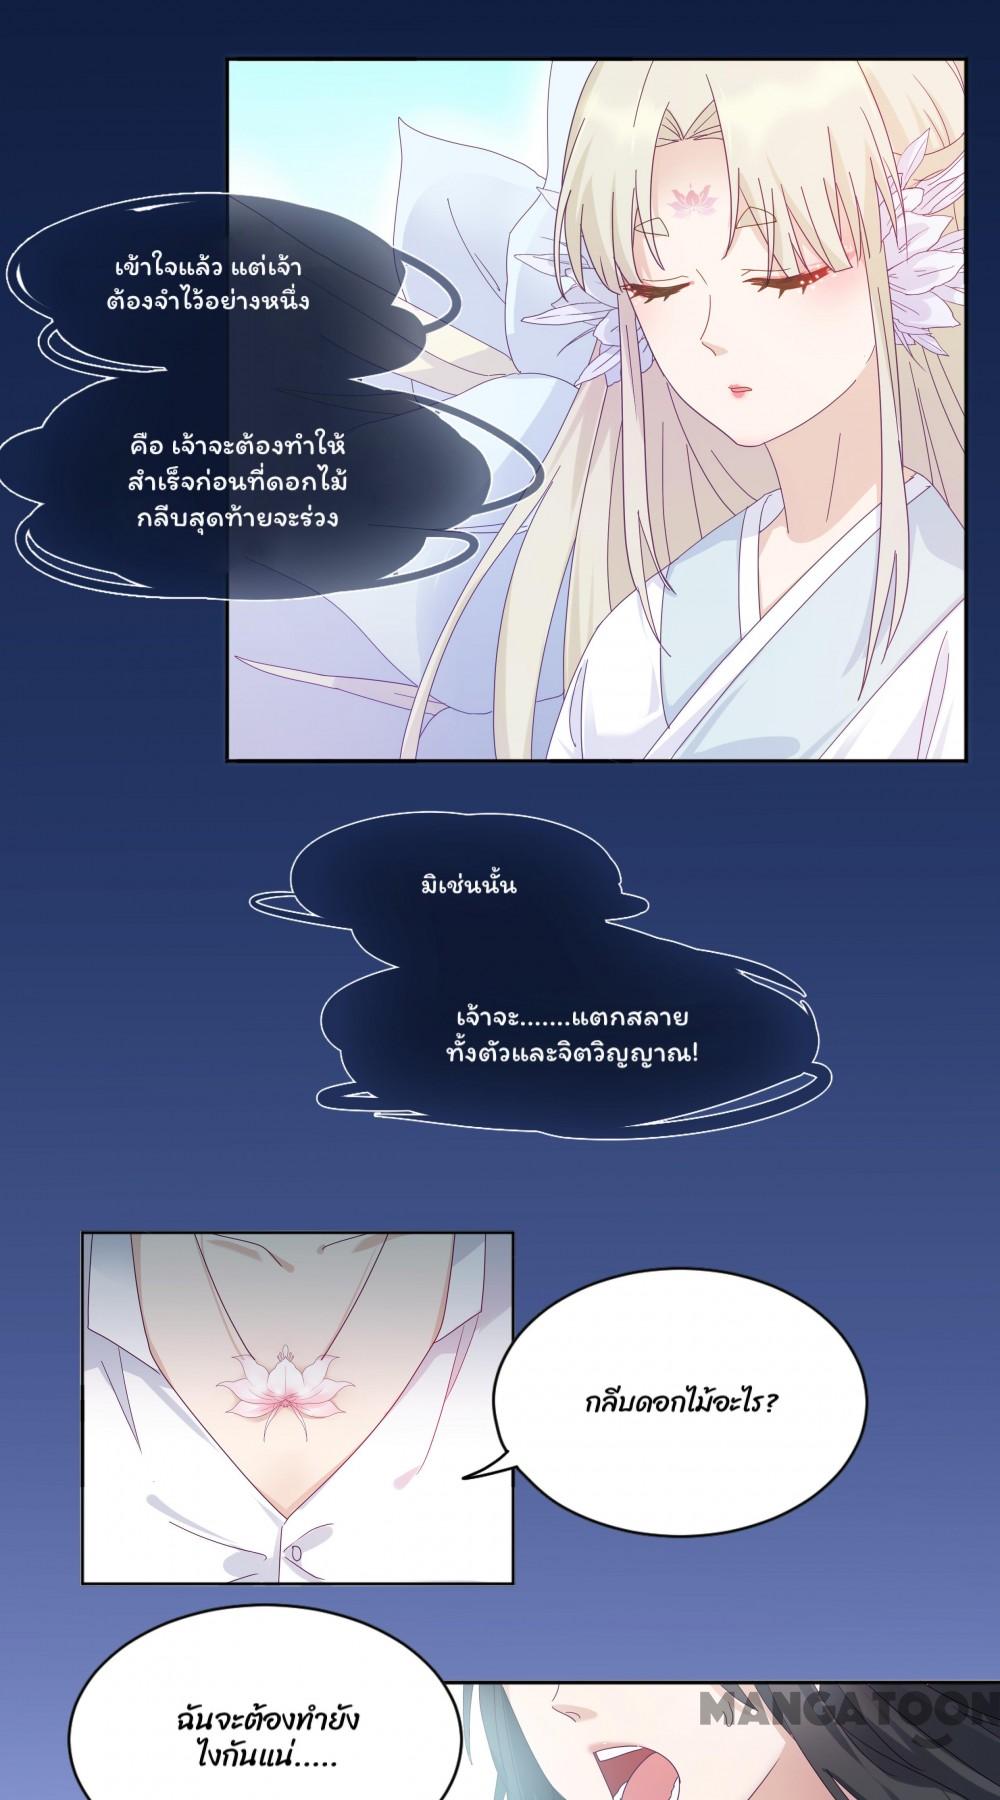 เข้าใจแล้ว แต่เจ้า
ต้องจำไว้อย่างหนึ่ง
คือ เจ้าจะต้องทำให้
สำเร็จก่อนที่ดอกไม้
กลีบสุดท้ายจะร่วง
มิเช่นนั้น
เจ้าจะ.......แตกสลาย
ทั้งตัวและจิตวิญญาณ!
กลีบดอกไม้อะไร?
ฉันจะต้องทำยัง
ไงกันแน่.....
MANGA TOON